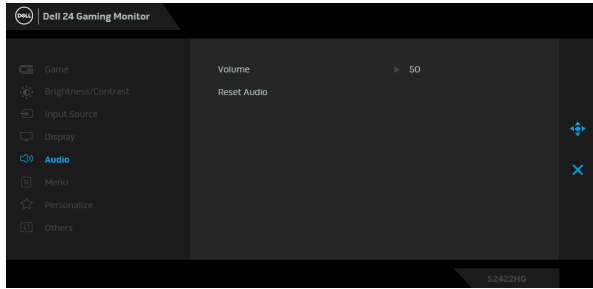 DELL Dell 24 Gaming Monitor
Game
Volume 50
Brightness/Contrast
Reset Audio
Input Source
Display
Audio
Menu
Personalize
Others
S2422HG